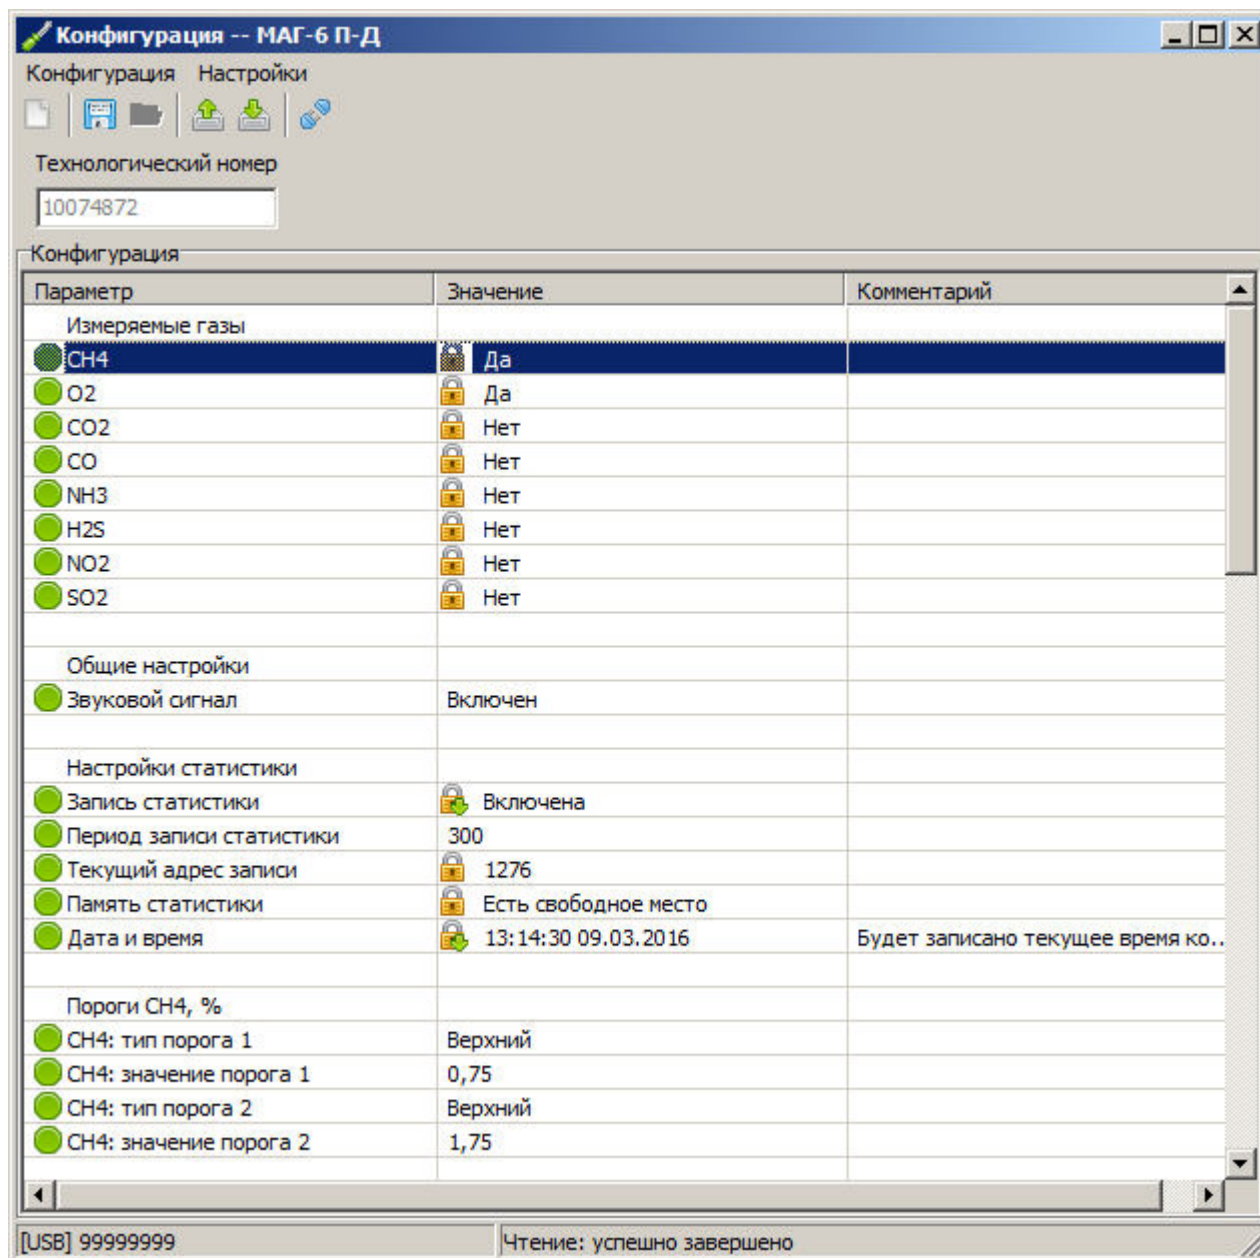 Конфигурация -- МАГ-6 П-Д
Конфигурация Настройки
Технологический номер
10074872
Конфигурация
Параметр Значение Комментарий
Измеряемые газы
CH4 Да
O2 Да
CO2 Нет
CO Нет
NH3 Нет
H2S Нет
NO2 Нет
SO2 Нет
Общие настройки
Звуковой сигнал Включен
Настройки статистики
Запись статистики Включена
Период записи статистики 300
Текущий адрес записи 1276
Память статистики Есть свободное место
Дата и время 13:14:30 09.03.2016 Будет записано текущее время ко..
Пороги CH4, %
CH4: тип порога 1 Верхний
CH4: значение порога 1 0,75
CH4: тип порога 2 Верхний
CH4: значение порога 2 1,75
[USB] 99999999 Чтение: успешно завершено